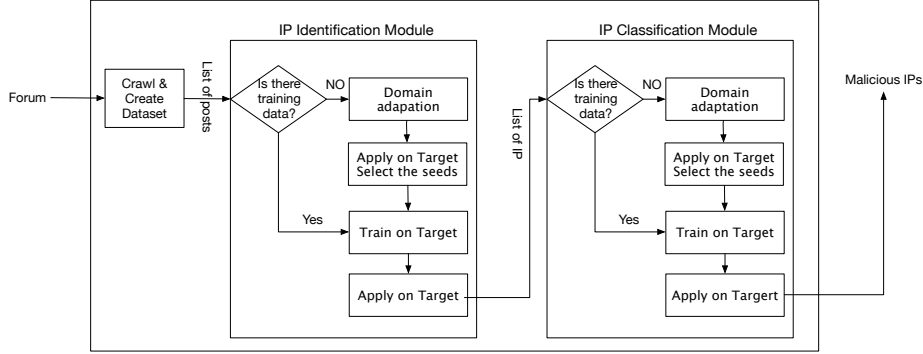 IP Identification Module
IP Classification Module
Forum
Crawl &
Create
Dataset
List of posts
Is there
training
data?
NO
Domain
adapation
Apply on Target
Select the seeds
Yes
Train on Target
Apply on Target
List of IP
Is there
training
data?
NO
Domain
adaptation
Apply on Target
Select the seeds
Yes
Train on Target
Apply on Targert
Malicious IPs